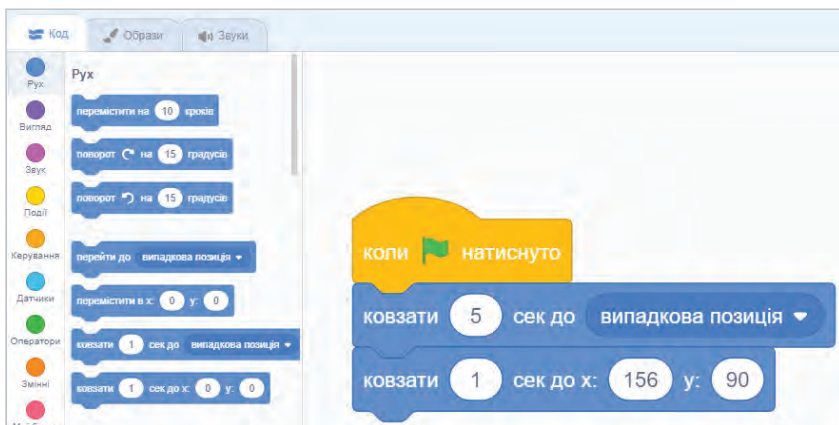 Код
Образи
Звуки
Рух
Вигляд
Звук
Події
Керування
Датчики
Оператори
Змінні
Рух
перемістити на 10 кроків
поворот на 15 градусів
поворот на 15 градусів
перейти до випадкова позиція
перемістити в x: 0 y: 0
ковзати 1 сек до випадкова позиція
ковзати 1 сек до x: 0 y: 0
коли натиснуто
ковзати 5 сек до випадкова позиція
ковзати 1 сек до x: 156 y: 90